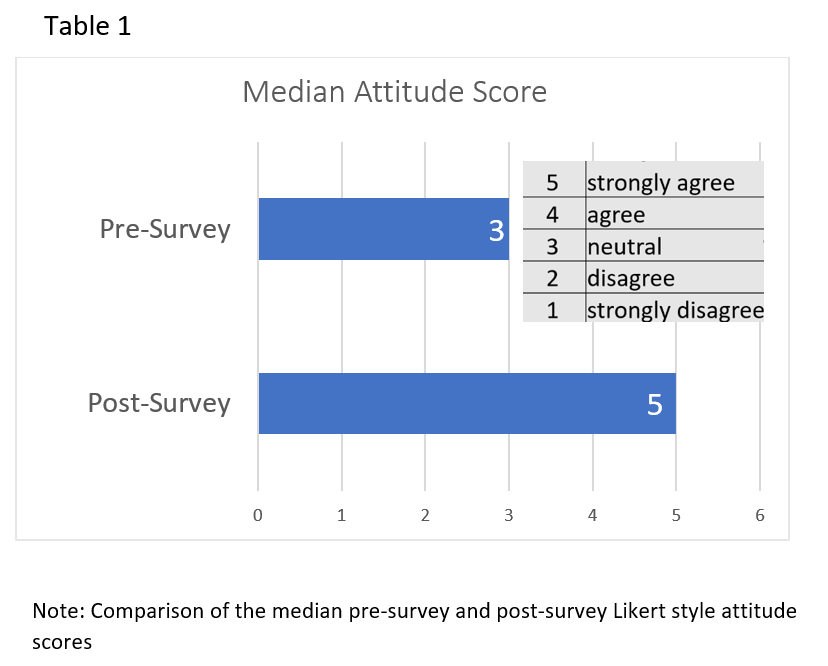 Table 1
Median Attitude Score
Pre-Survey
3
5 strongly agree
4 agree
3 neutral
2 disagree
1 strongly disagree
Post-Survey
5
0 1 2 3 4 5 6
Note: Comparison of the median pre-survey and post-survey Likert style attitude
scores